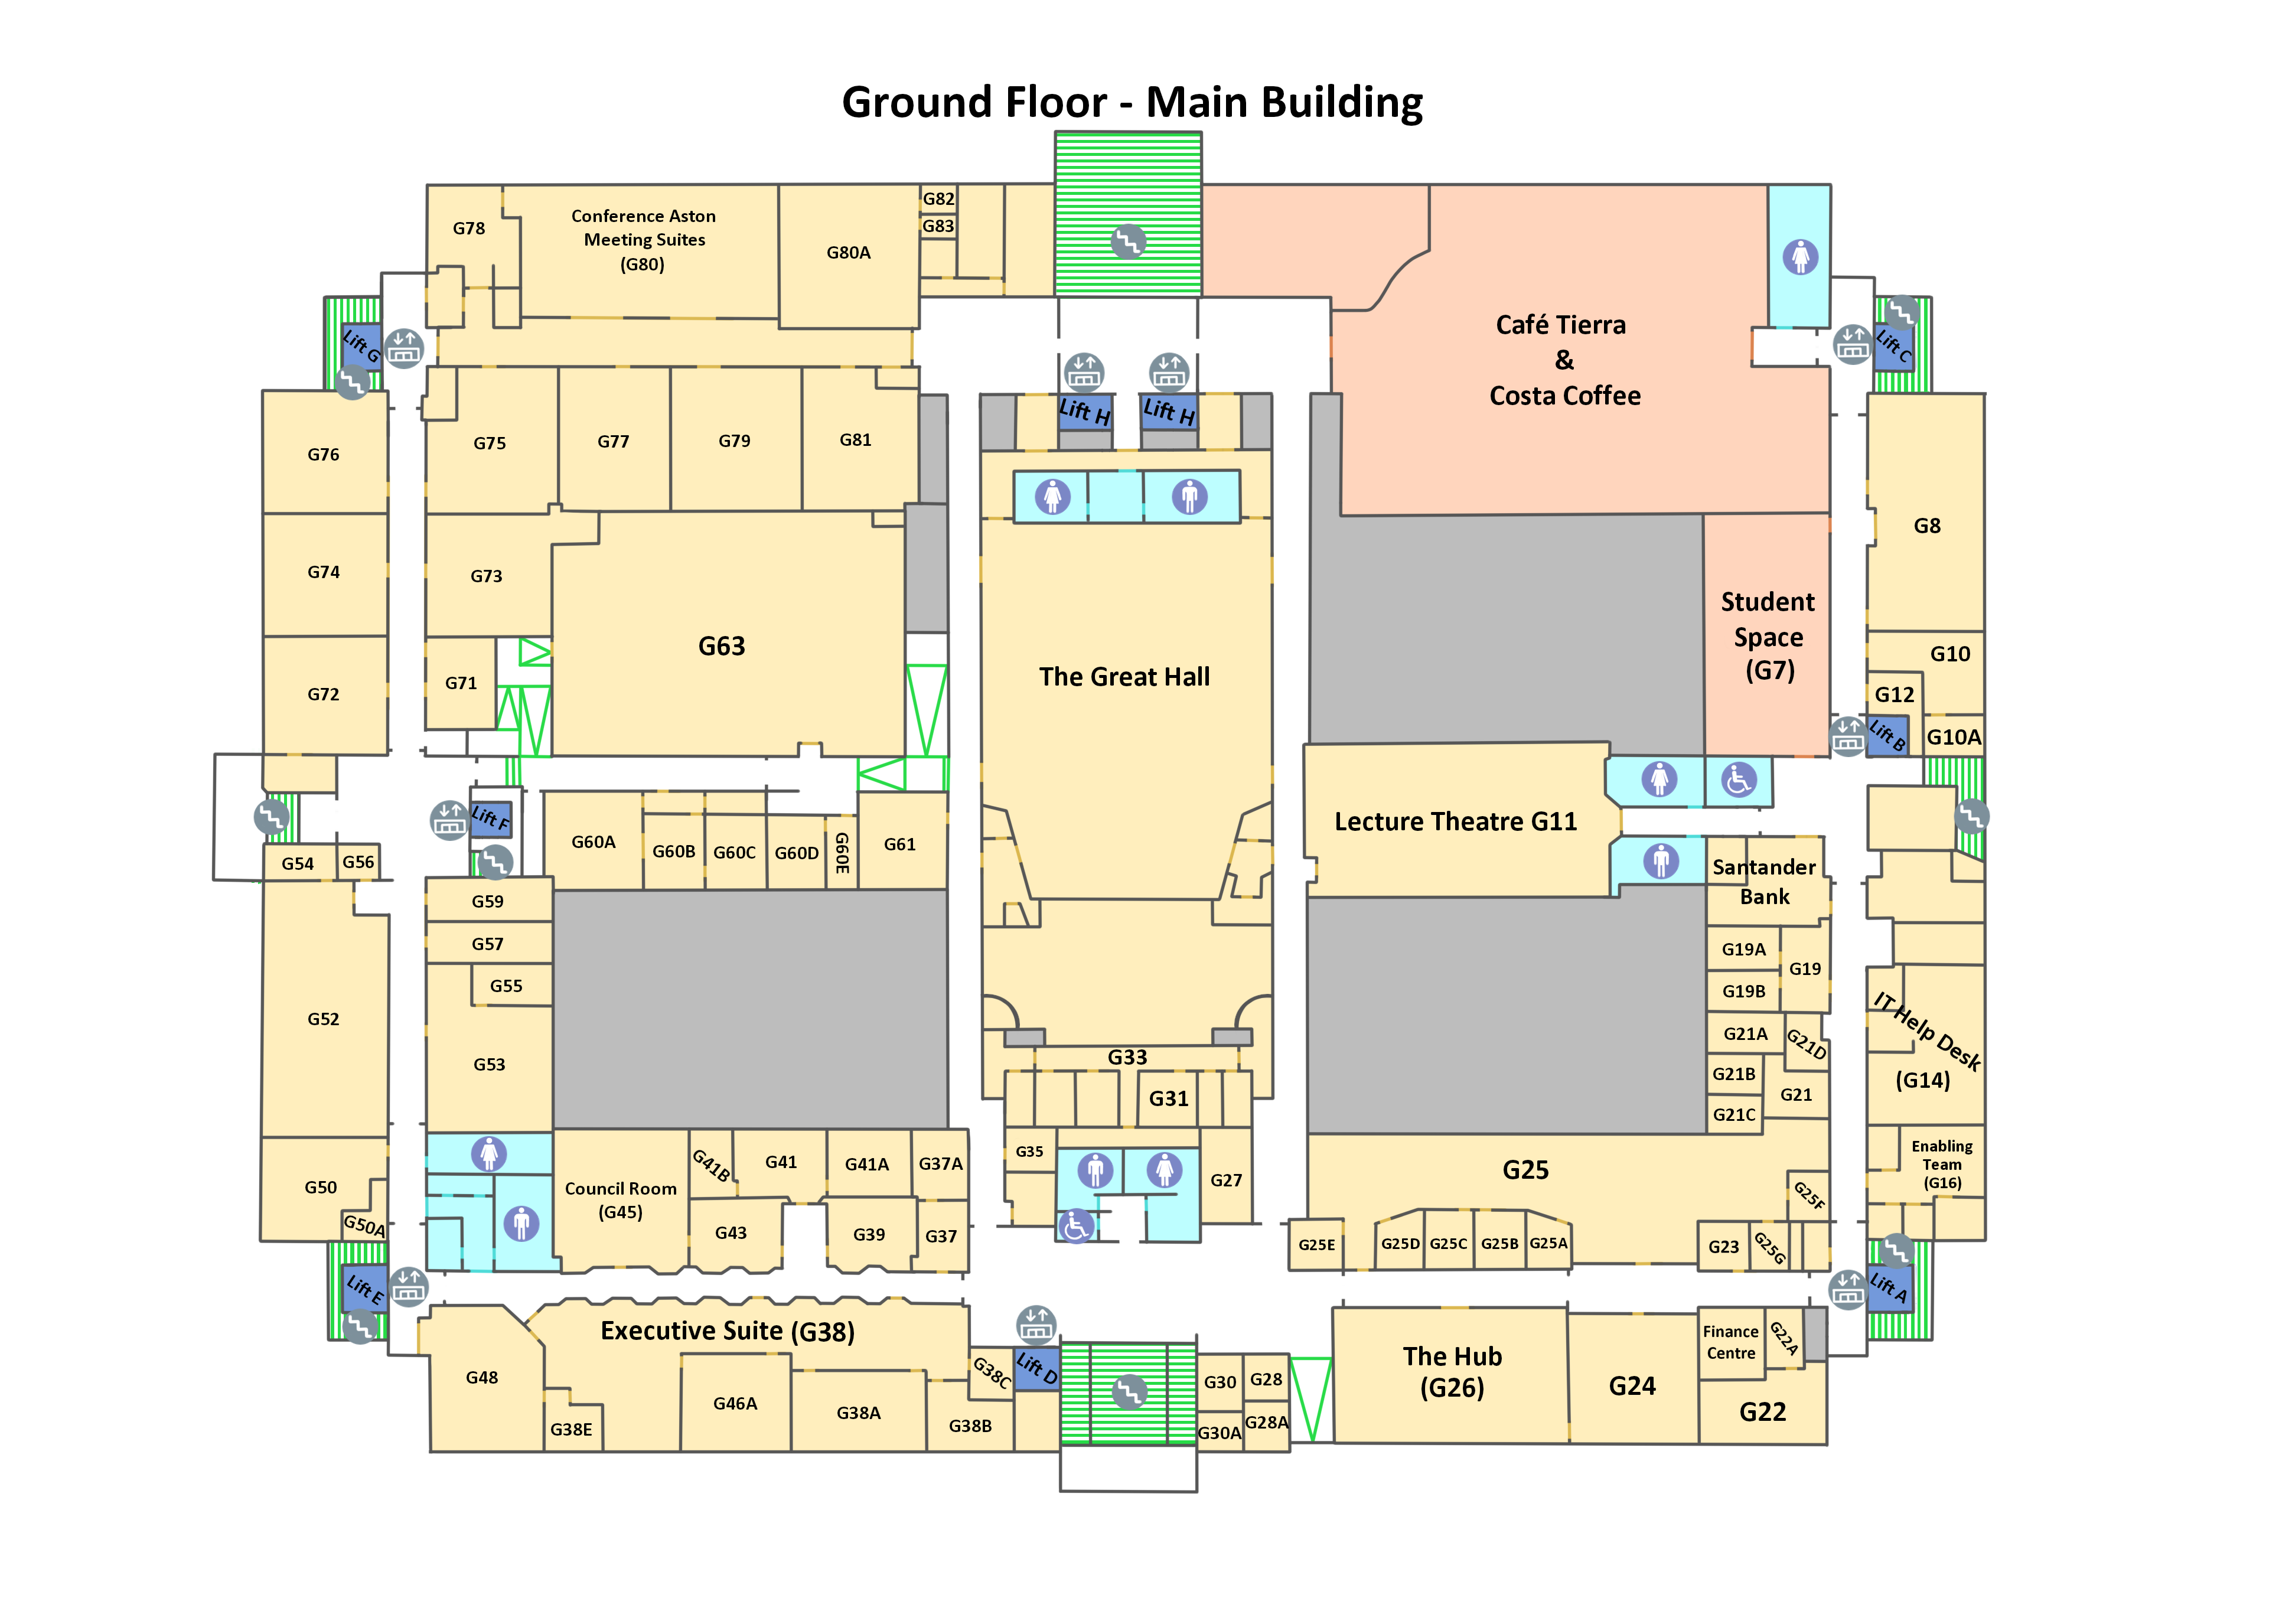 Ground Floor - Main Building
G78
Conference Aston
Meeting Suites
(G80)
G80A
G82
G83
Café Tierra
&
Costa Coffee
Lift G
Lift C
Lift H
Lift H
G76
G75
G77
G79
G81
G8
G74
G73
G63
The Great Hall
Student
Space
(G7)
G72
G71
G10
G12
Lift B
G10A
Lift F
G54
G56
G60A
G60B
G60C
G60D
G60E
G61
Lecture Theatre G11
Santander
Bank
G59
G57
G55
G52
G53
G19A
G19
G19B
G21A
G21D
G21B
G21
G21C
IT Help Desk
(G14)
G33
G31
G35
G27
G50
G50A
Council Room
(G45)
G41B
G41
G41A
G37A
G43
G39
G37
G25
G25F
Enabling
Team
(G16)
G25E
G25D
G25C
G25B
G25A
G23
G25G
Lift E
Lift A
Executive Suite (G38)
G48
G38E
G46A
G38A
G38B
G38C
Lift D
G30
G28
G30A
G28A
The Hub
(G26)
G24
Finance
Centre
G22A
G22